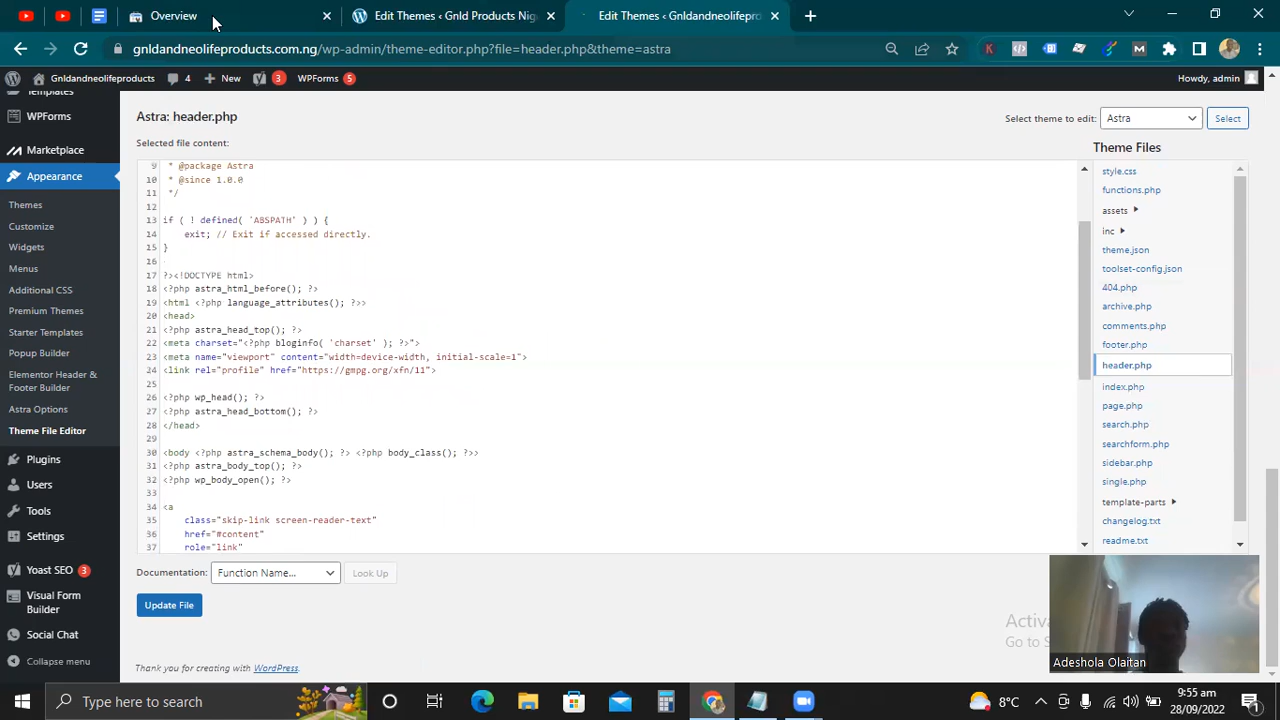 Overview
Edit Themes ‹ Gnld Products Nig
Edit Themes ‹ Gnldandneolifepro
gnldandneolifeproducts.com.ng/wp-admin/theme-editor.php?file=header.php&theme=astra
Gnldandneolifeproducts 4 New 3 WPForms 5 Howdy, admin
Templates
WPForms
Marketplace
Appearance
Themes
Customize
Widgets
Menus
Additional CSS
Premium Themes
Starter Templates
Popup Builder
Elementor Header &
Footer Builder
Astra Options
Theme File Editor
Plugins
Users
Tools
Settings
Yoast SEO 3
Visual Form
Builder
Social Chat
Collapse menu
Astra: header.php
Select theme to edit: Astra Select
Selected file content:
9 * @package Astra
10 * @since 1.0.0
11 */
12
13 if ( ! defined( 'ABSPATH' ) ) {
14 exit; // Exit if accessed directly.
15 }
16
17 ?><!DOCTYPE html>
18 <?php astra_html_before(); ?>
19 <html <?php language_attributes(); ?>>
20 <head>
21 <?php astra_head_top(); ?>
22 <meta charset="<?php bloginfo( 'charset' ); ?>">
23 <meta name="viewport" content="width=device-width, initial-scale=1">
24 <link rel="profile" href="https://gmpg.org/xfn/11">
25
26 <?php wp_head(); ?>
27 <?php astra_head_bottom(); ?>
28 </head>
29
30 <body <?php astra_schema_body(); ?> <?php body_class(); ?>>
31 <?php astra_body_top(); ?>
32 <?php wp_body_open(); ?>
33
34 <a
35 class="skip-link screen-reader-text"
36 href="#content"
37 role="link"
Theme Files
style.css
functions.php
assets
inc
theme.json
toolset-config.json
404.php
archive.php
comments.php
footer.php
header.php
index.php
page.php
search.php
searchform.php
sidebar.php
single.php
template-parts
changelog.txt
readme.txt
Documentation: Function Name... Look Up
Update File
Thank you for creating with WordPress.
Go to S
Adeshola Olaitan
Type here to search
8°C
9:55 am
28/09/2022